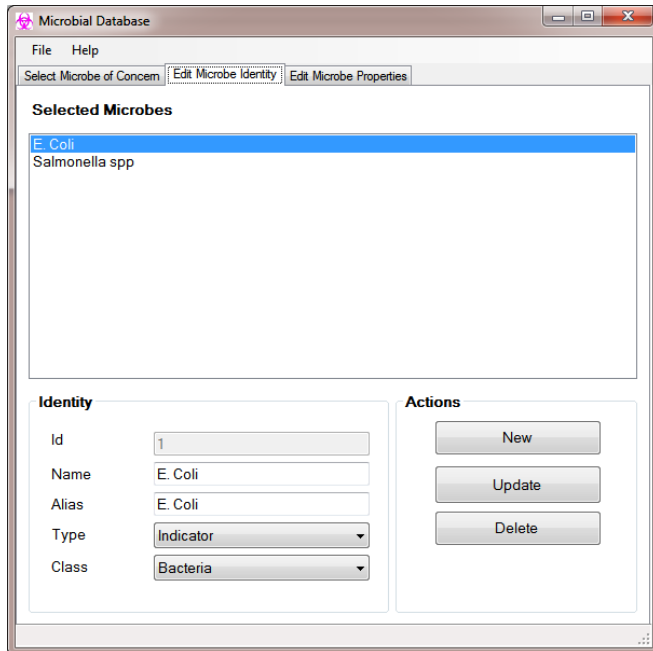 Microbial Database
File Help
Select Microbe of Concern Edit Microbe Identity Edit Microbe Properties
Selected Microbes
E. Coli
Salmonella spp
Identity
Id 1
Name E. Coli
Alias E. Coli
Type Indicator
Class Bacteria
Actions
New
Update
Delete